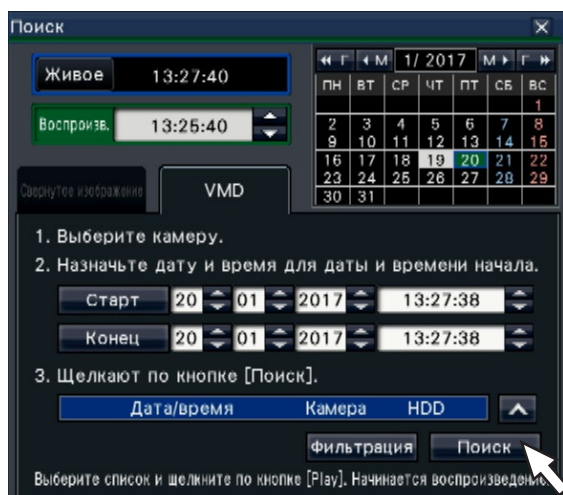 Поиск
Живое 13:27:40
Воспроизв. 13:25:40
Г М 1/ 2017 М Г
ПН ВТ СР ЧТ ПТ СБ ВС
1
2 3 4 5 6 7 8
9 10 11 12 13 14 15
16 17 18 19 20 21 22
23 24 25 26 27 28 29
30 31
Свернутое изображение VMD
1. Выберите камеру.
2. Назначьте дату и время для даты и времени начала.
Старт 20 01 2017 13:27:38
Конец 20 01 2017 13:27:38
3. Щелкают по кнопке [Поиск].
Дата/время Камера HDD
Фильтрация Поиск
Выберите список и щелкните по кнопке [Play]. Начинается воспроизведение.